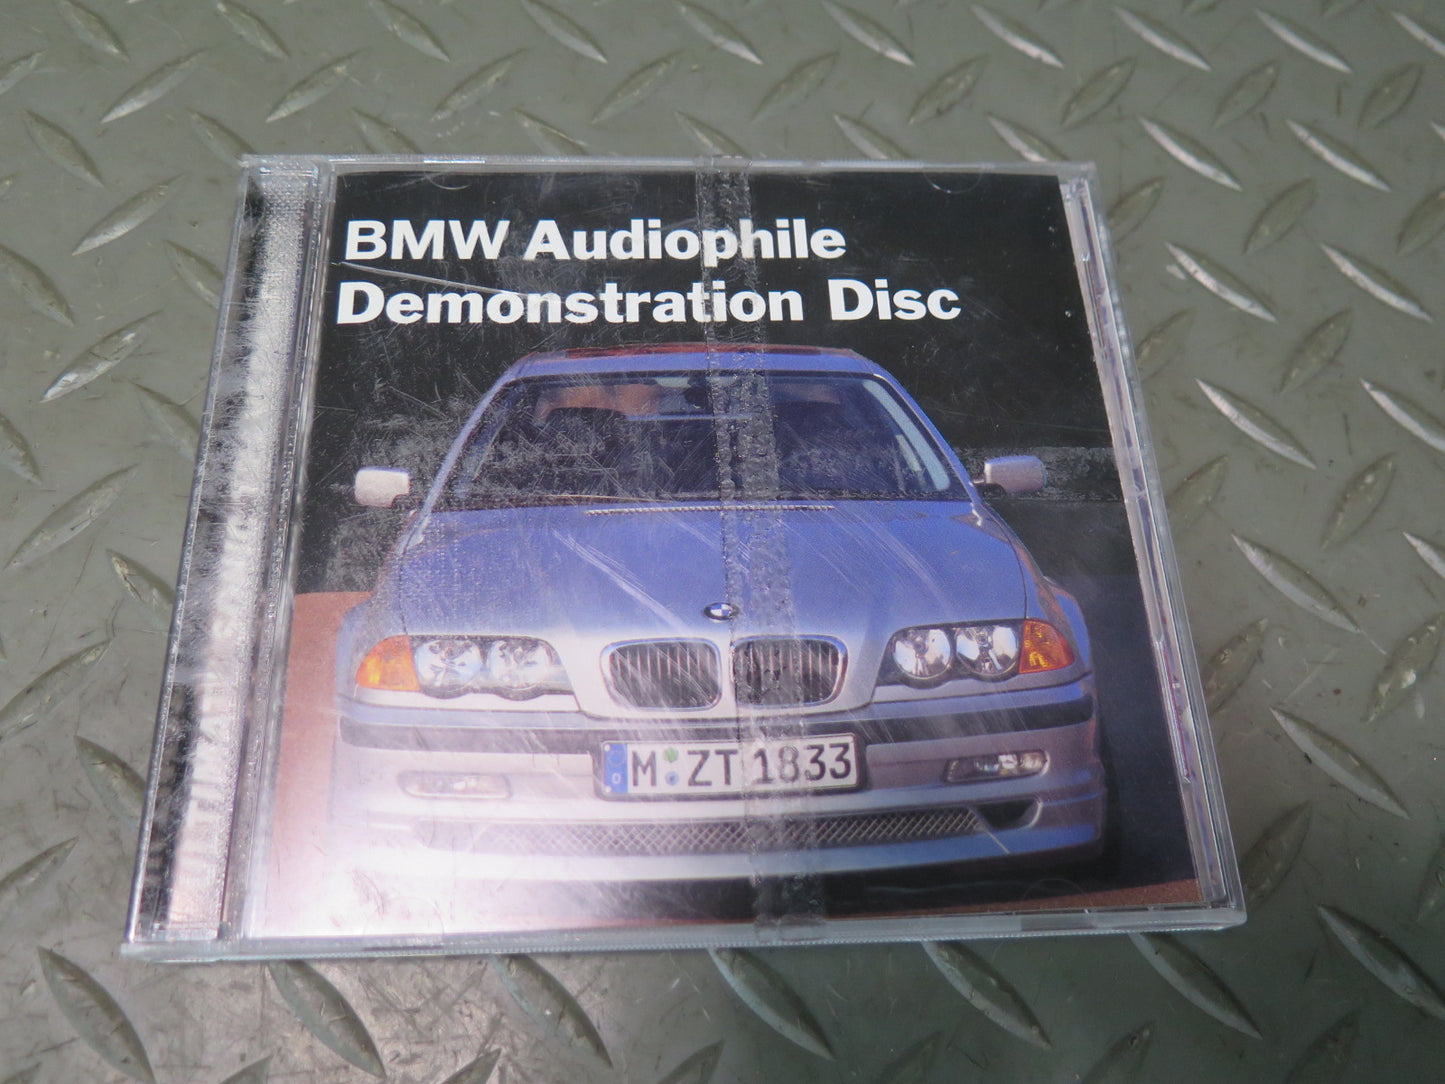 BMW Audiophile
Demonstration Disc
M ZT 1833